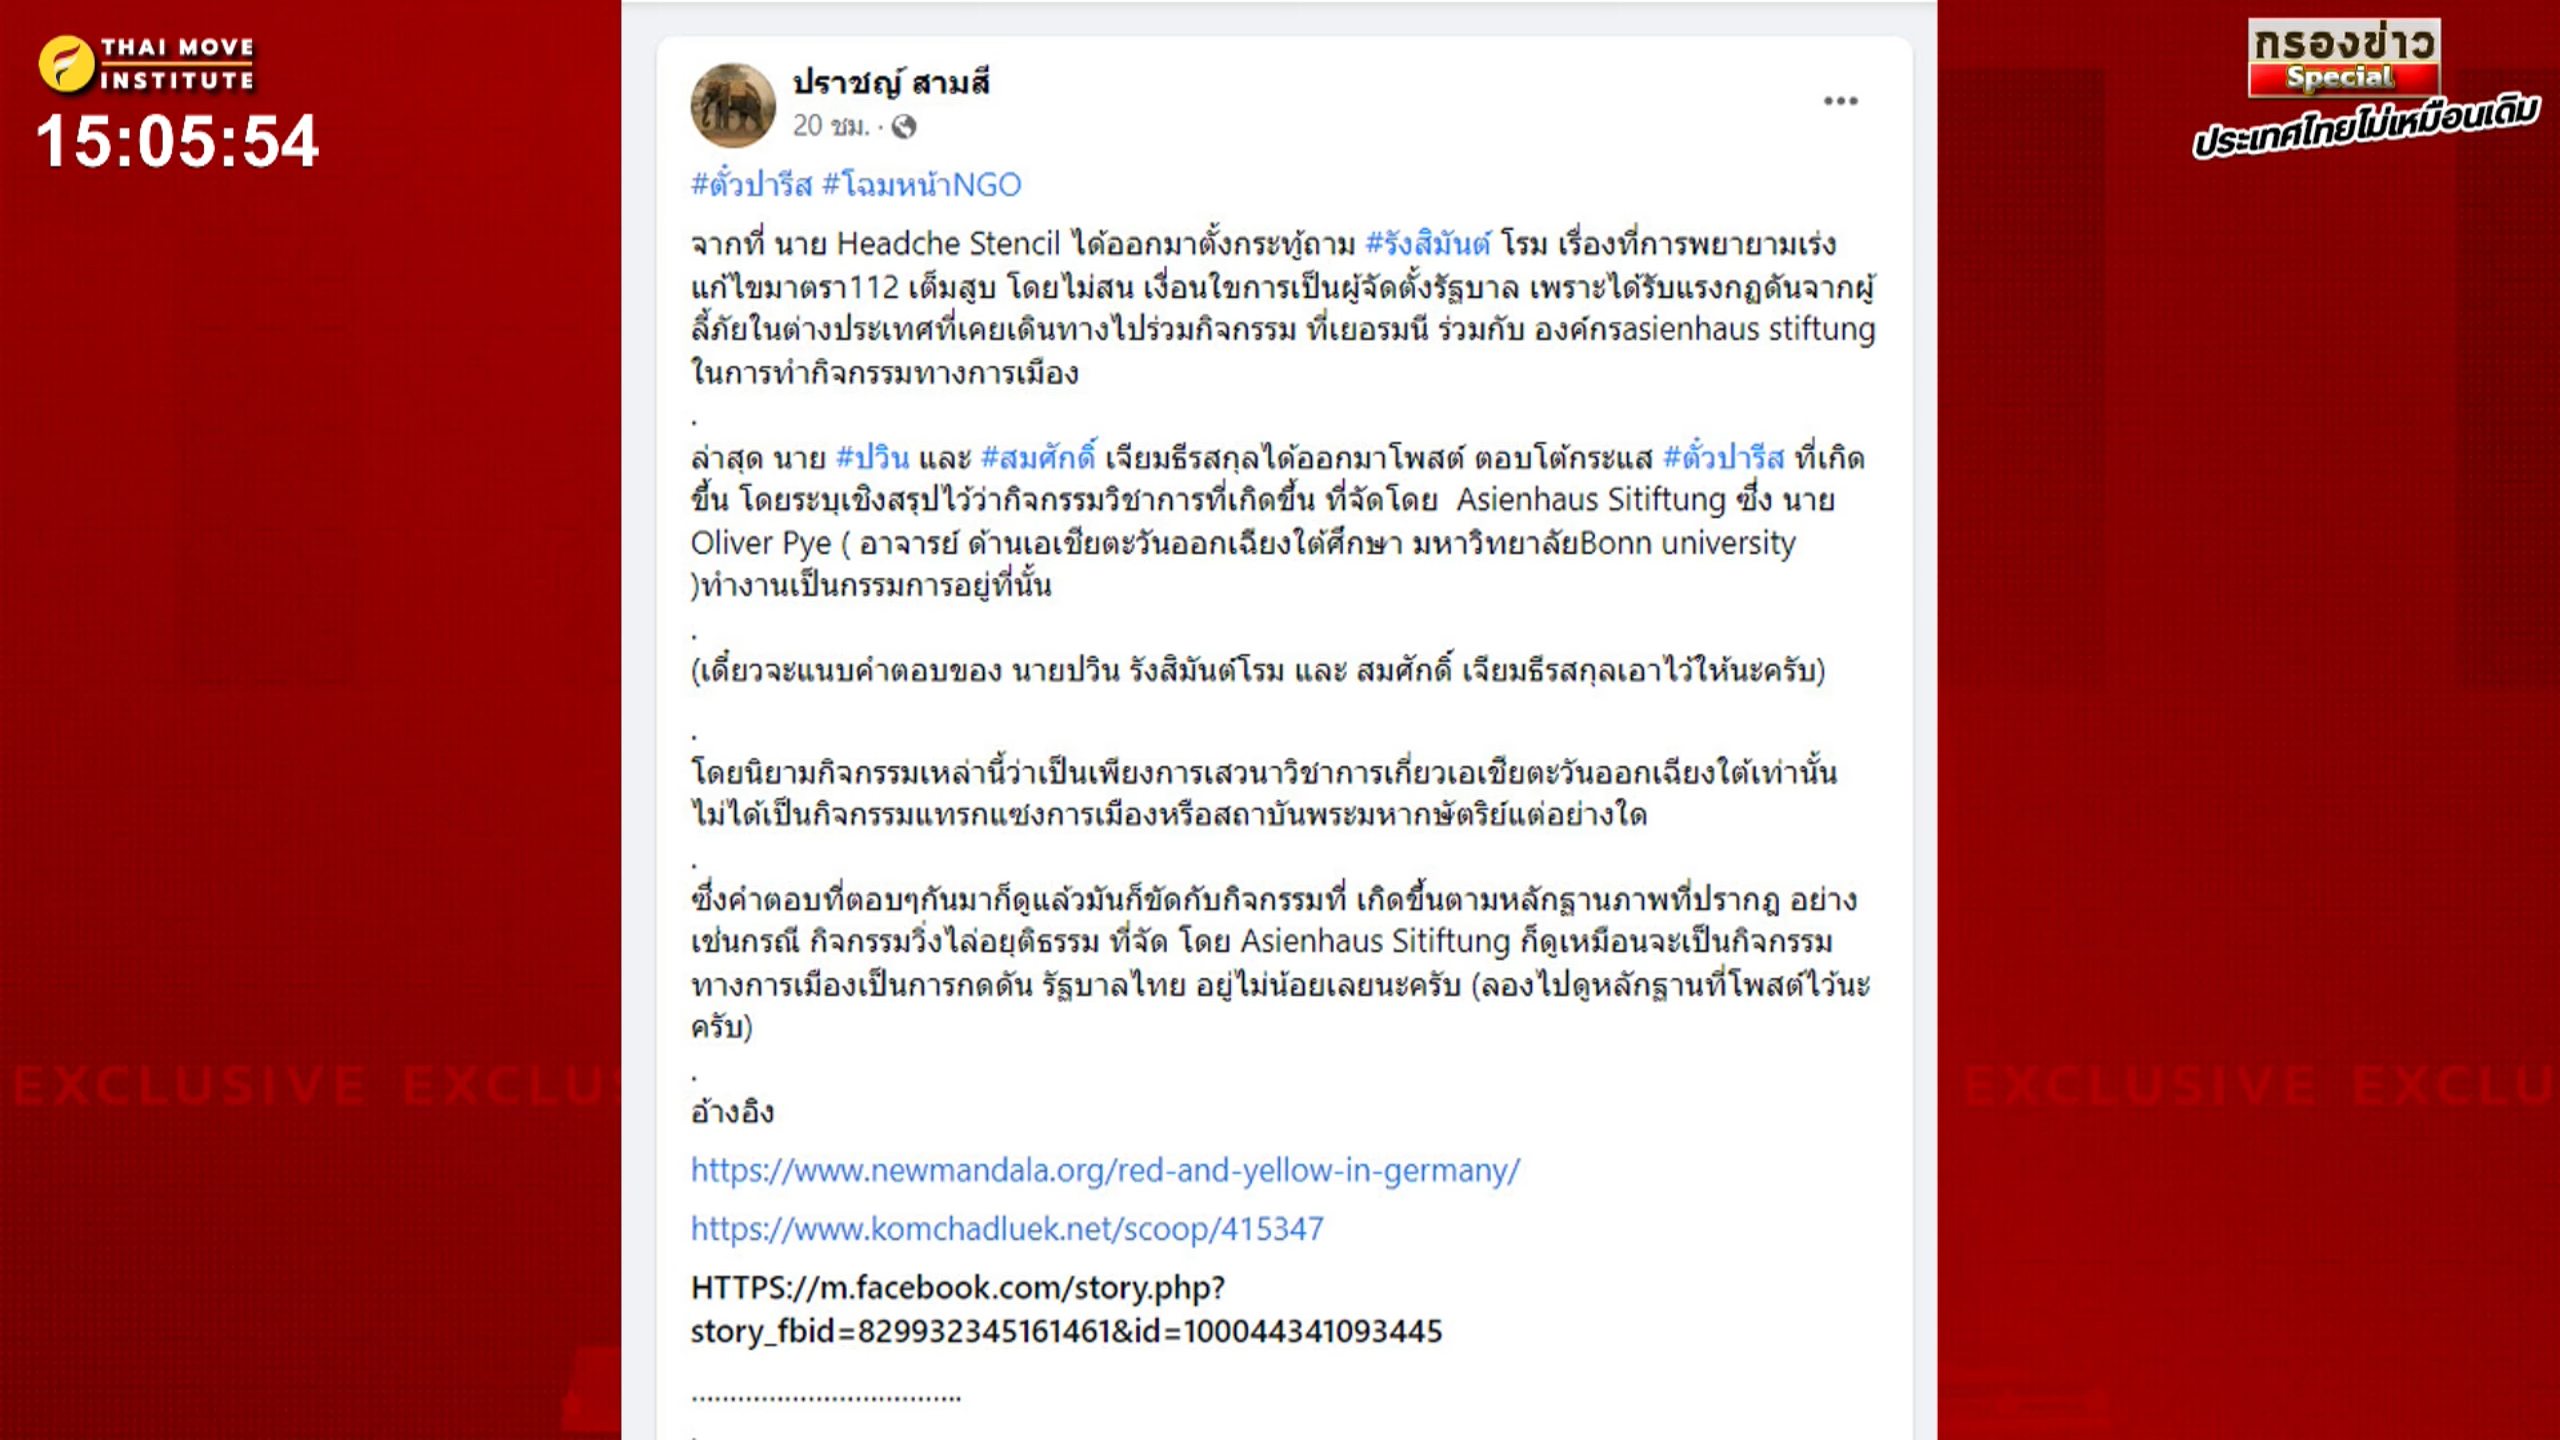 THAI MOVE
INSTITUTE
15:05:54
กรองข่าว
Special
ประเทศไทยไม่เหมือนเดิม
ปราชญ์ สามสี
20 ชม. ·
#ตั๋วปารีส #โฉมหน้าNGO
จากที่ นาย Headche Stencil ได้ออกมาตั้งกระทู้ถาม #รังสิมันต์ โรม เรื่องที่การพยายามเร่ง
แก้ไขมาตรา112 เต็มสูบ โดยไม่สน เงื่อนใขการเป็นผู้จัดตั้งรัฐบาล เพราะได้รับแรงกฏดันจากผู้
ลี้ภัยในต่างประเทศที่เคยเดินทางไปร่วมกิจกรรม ที่เยอรมนี ร่วมกับ องค์กรasienhaus stiftung
ในการทำกิจกรรมทางการเมือง
.
ล่าสุด นาย #ปวิน และ #สมศักดิ์ เจียมธีรสกุลได้ออกมาโพสต์ ตอบโต้กระแส #ตั๋วปารีส ที่เกิด
ขึ้น โดยระบุเชิงสรุปไว้ว่ากิจกรรมวิชาการที่เกิดขึ้น ที่จัดโดย Asienhaus Sitiftung ซึ่ง นาย
Oliver Pye ( อาจารย์ ด้านเอเชียตะวันออกเฉียงใต้ศึกษา มหาวิทยาลัยBonn university
)ทำงานเป็นกรรมการอยู่ที่นั้น
.
(เดี๋ยวจะแนบคำตอบของ นายปวิน รังสิมันต์โรม และ สมศักดิ์ เจียมธีรสกุลเอาไว้ให้นะครับ)
.
โดยนิยามกิจกรรมเหล่านี้ว่าเป็นเพียงการเสวนาวิชาการเกี่ยวเอเชียตะวันออกเฉียงใต้เท่านั้น
ไม่ได้เป็นกิจกรรมแทรกแซงการเมืองหรือสถาบันพระมหากษัตริย์แต่อย่างใด
.
ซึ่งคำตอบที่ตอบๆกันมาก็ดูแล้วมันก็ขัดกับกิจกรรมที่ เกิดขึ้นตามหลักฐานภาพที่ปรากฎ อย่าง
เช่นกรณี กิจกรรมวิ่งไล่อยุติธรรม ที่จัด โดย Asienhaus Sitiftung ก็ดูเหมือนจะเป็นกิจกรรม
ทางการเมืองเป็นการกดดัน รัฐบาลไทย อยู่ไม่น้อยเลยนะครับ (ลองไปดูหลักฐานที่โพสต์ไว้นะ
ครับ)
.
อ้างอิง
https://www.newmandala.org/red-and-yellow-in-germany/
https://www.komchadluek.net/scoop/415347
HTTPS://m.facebook.com/story.php?
story_fbid=829932345161461&id=100044341093445
...................................
EXCLUSIVE EXCLUS
EXCLUSIVE EXCLU